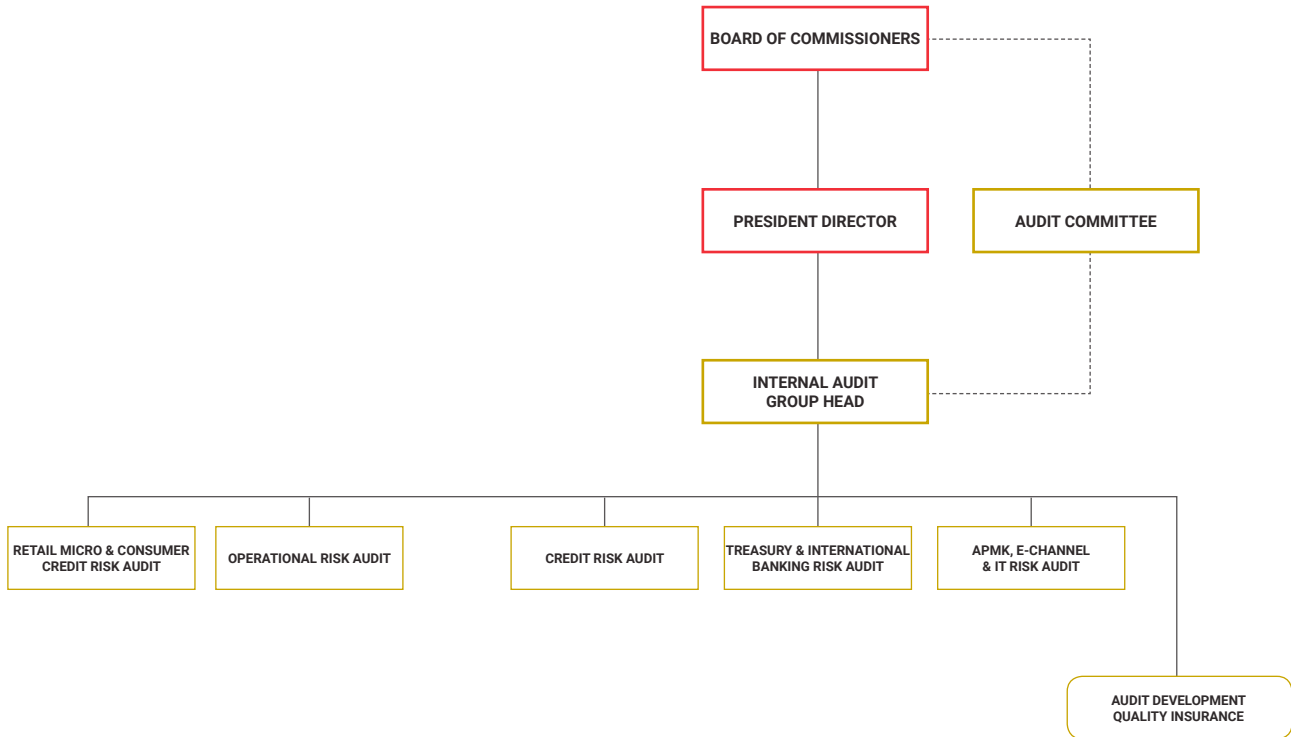 BOARD OF COMMISSIONERS
PRESIDENT DIRECTOR
AUDIT COMMITTEE
INTERNAL AUDIT
GROUP HEAD
RETAIL MICRO & CONSUMER
CREDIT RISK AUDIT
OPERATIONAL RISK AUDIT
CREDIT RISK AUDIT
TREASURY & INTERNATIONAL
BANKING RISK AUDIT
APMK, E-CHANNEL
& IT RISK AUDIT
AUDIT DEVELOPMENT
QUALITY INSURANCE